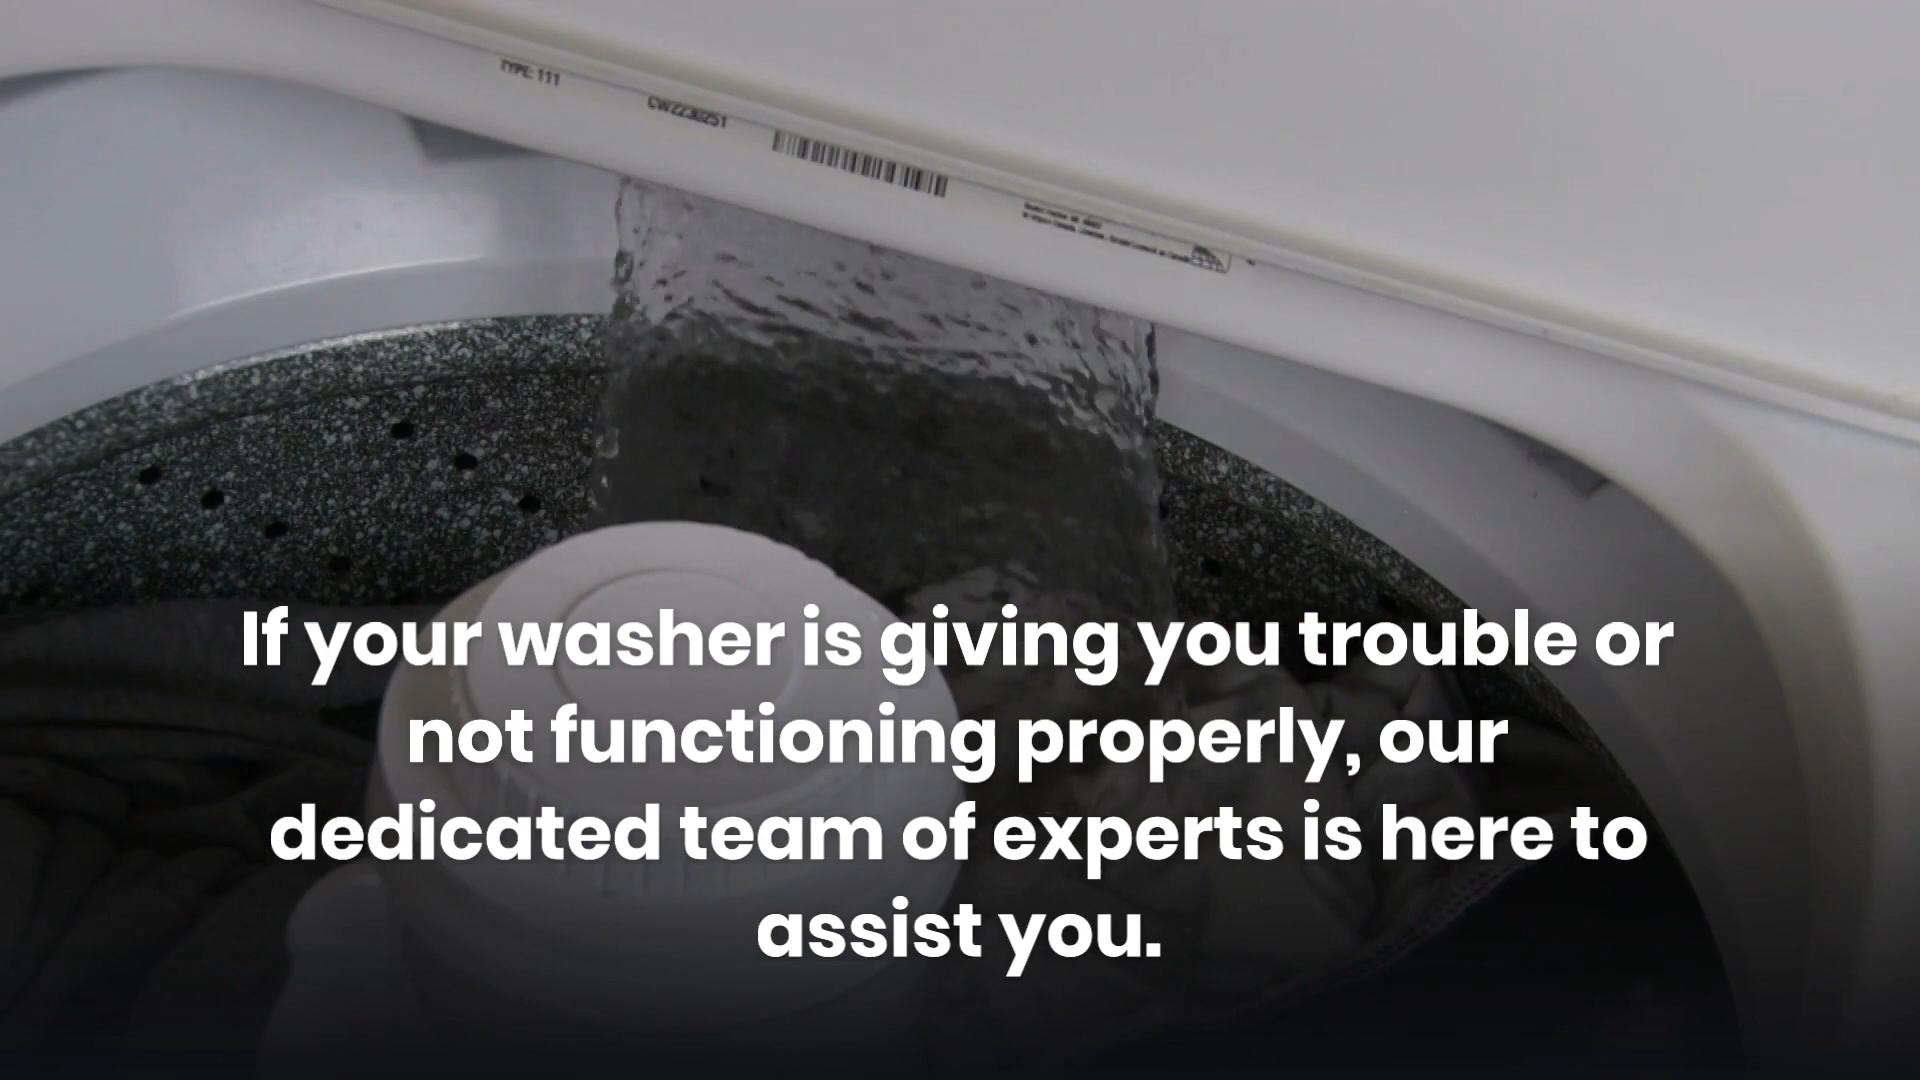 TYPE: 111
If your washer is giving you trouble or
not functioning properly, our
dedicated team of experts is here to
assist you.